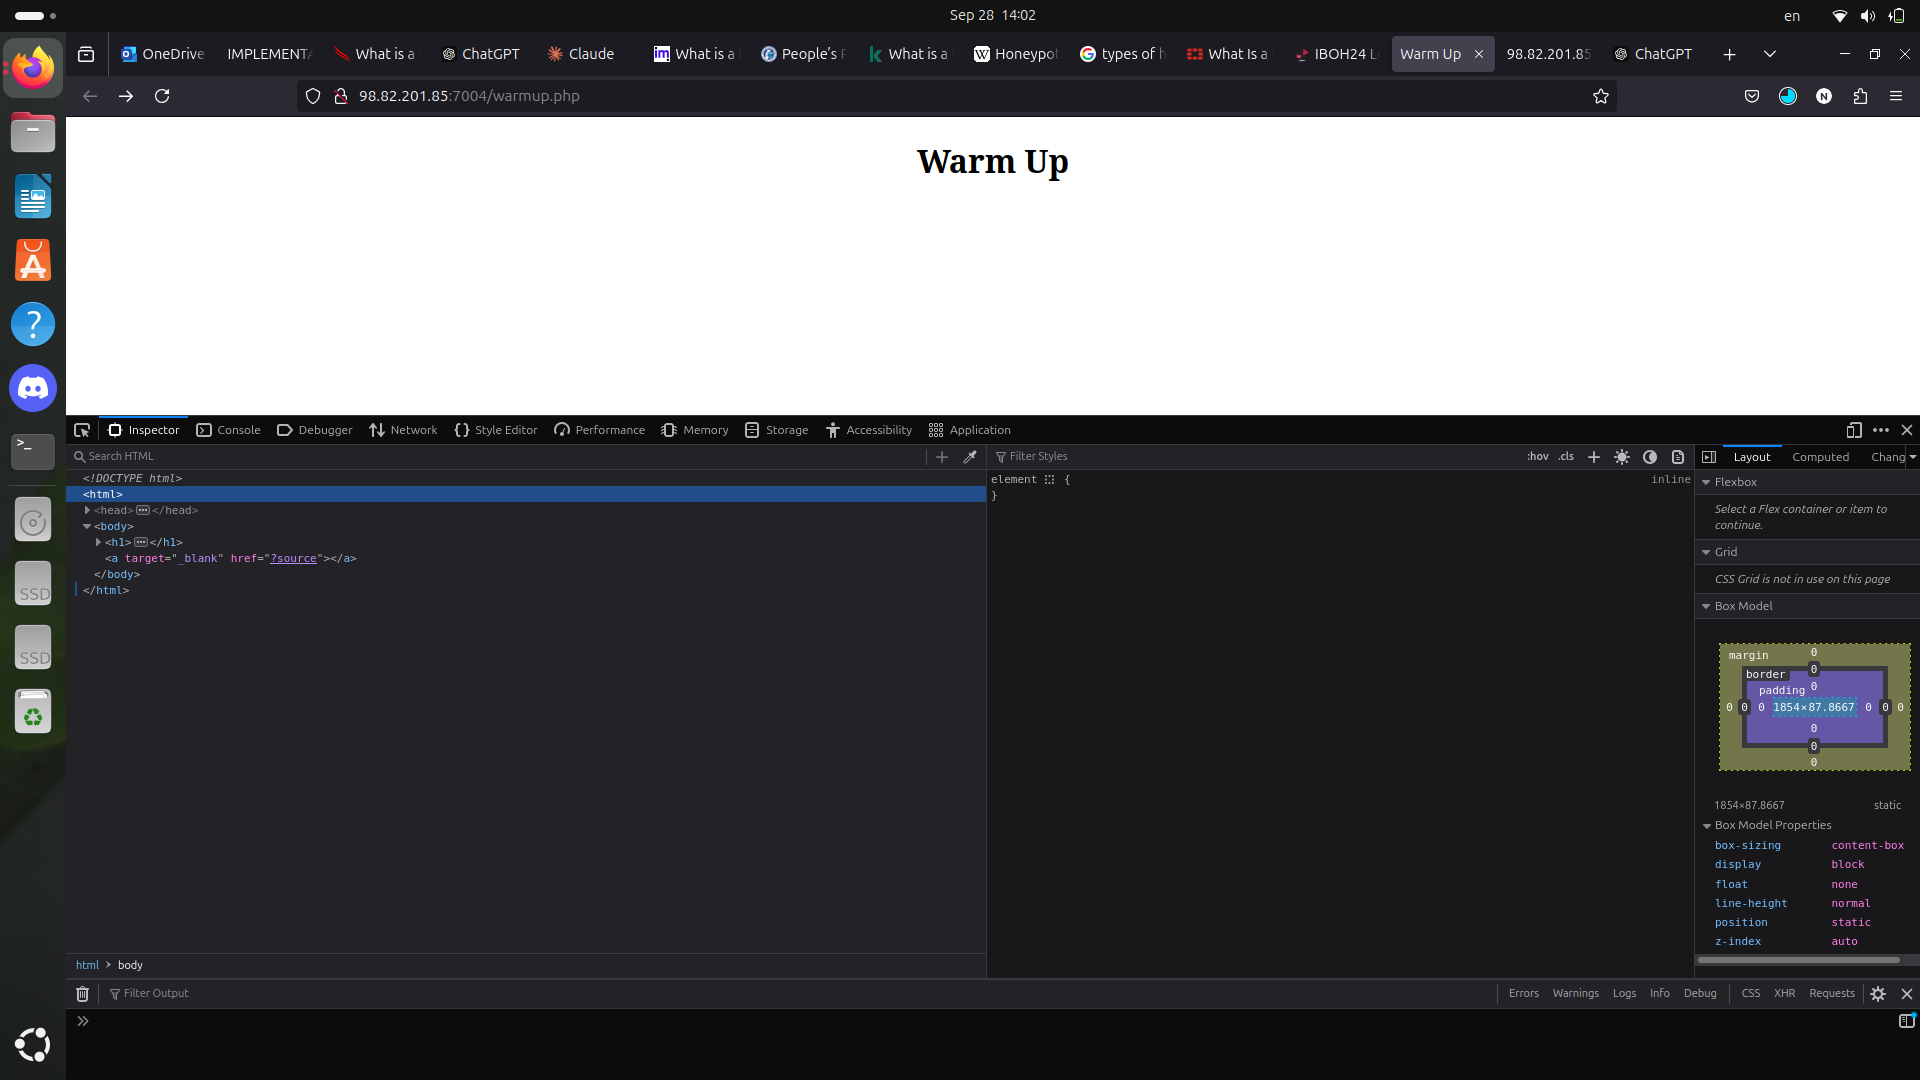 Sep 28 14:02
en
OneDrive
IMPLEMENTA
What is a
ChatGPT
Claude
What is a
People's R
What is a
Honeypot
types of h
What Is a
IBOH24 L
Warm Up
98.82.201.85
ChatGPT
98.82.201.85:7004/warmup.php
Warm Up
Inspector
Console
Debugger
Network
Style Editor
Performance
Memory
Storage
Accessibility
Application
Search HTML
Filter Styles
:hov
.cls
Layout
Computed
Chang
<!DOCTYPE html>
<html>
<head></head>
<body>
<h1></h1>
<a target="_blank" href="?source"></a>
</body>
</html>
element {
inline
}
Flexbox
Select a Flex container or item to
continue.
Grid
CSS Grid is not in use on this page
Box Model
margin
0
border
0
padding
0
0 0 0 1854×87.8667 0 0 0
0
0
0
1854×87.8667
static
Box Model Properties
box-sizing content-box
display block
float none
line-height normal
position static
z-index auto
SSD
SSD
html > body
Filter Output
Errors
Warnings
Logs
Info
Debug
CSS
XHR
Requests